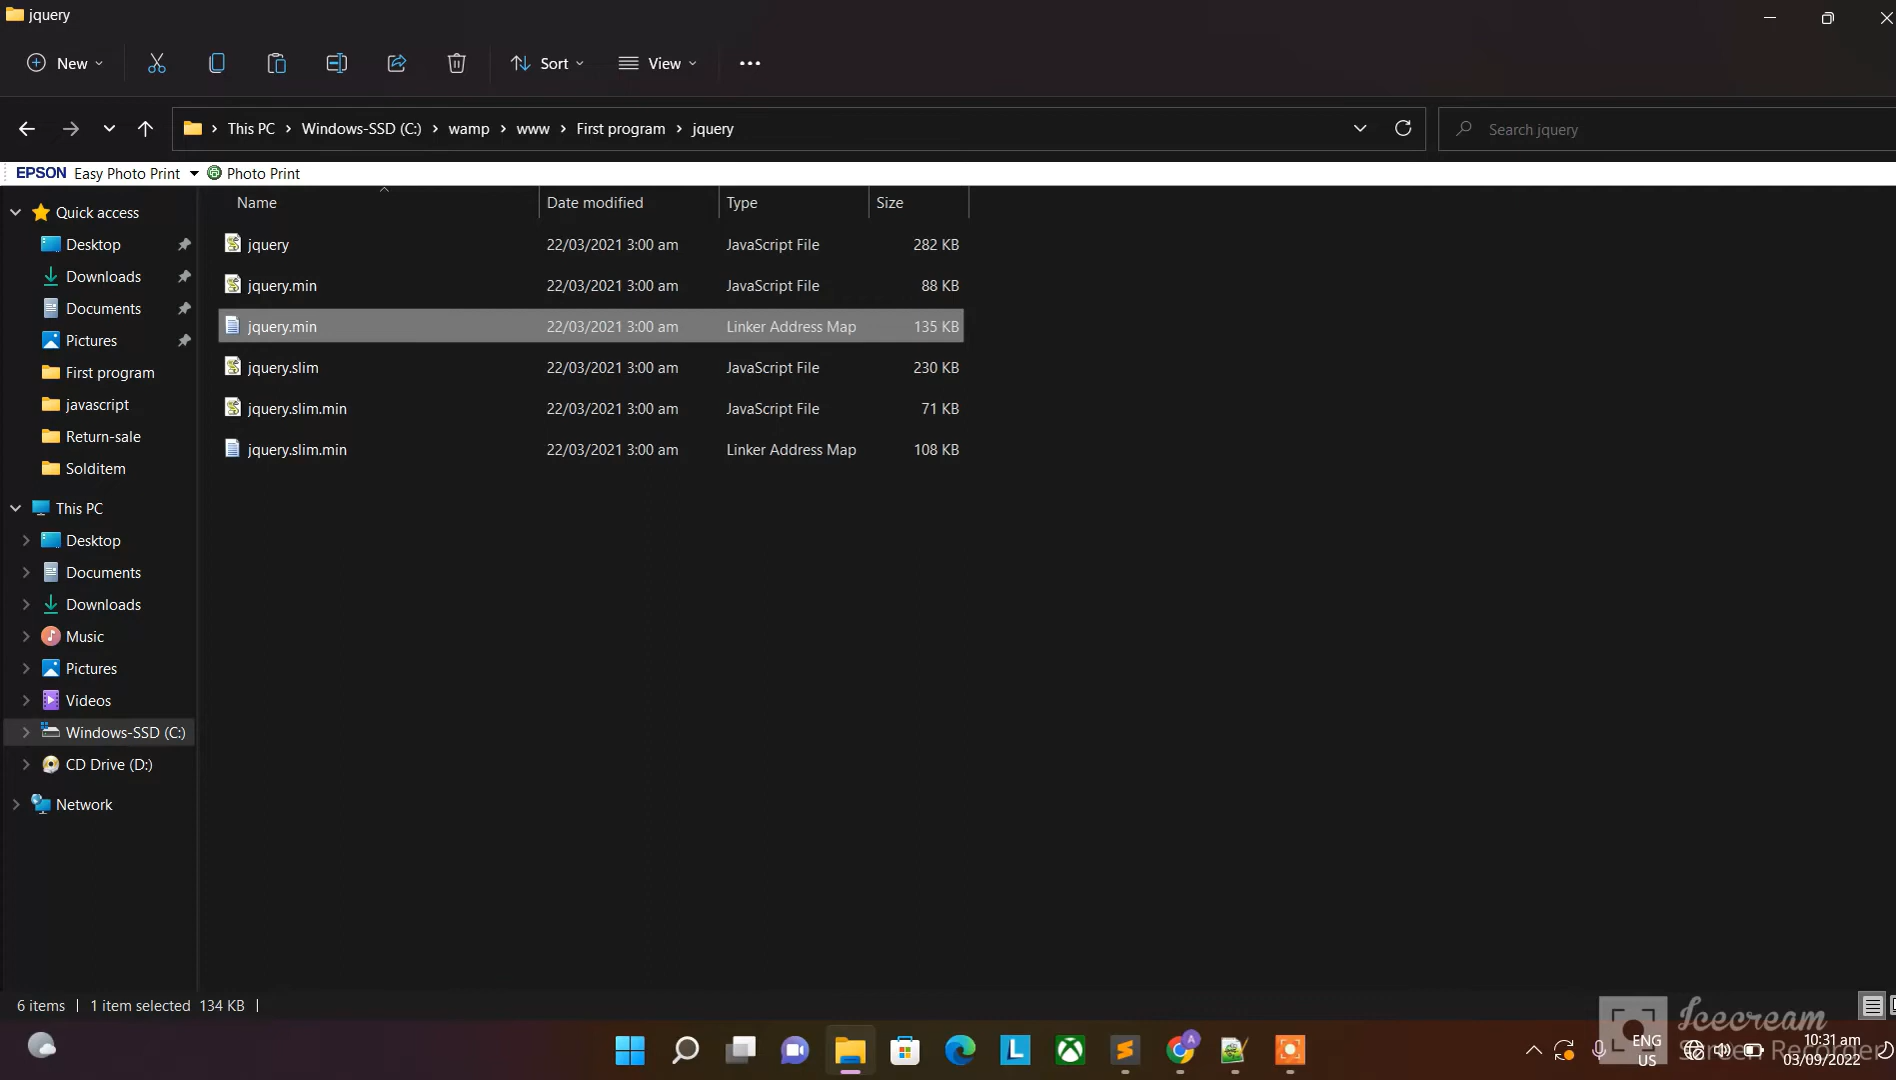 jquery
New
Sort
View
This PC
Windows-SSD (C:)
wamp
www
First program
jquery
Search jquery
EPSON Easy Photo Print
Photo Print
Name
Date modified
Type
Size
jquery 22/03/2021 3:00 am JavaScript File 282 KB
jquery.min 22/03/2021 3:00 am JavaScript File 88 KB
jquery.min 22/03/2021 3:00 am Linker Address Map 135 KB
jquery.slim 22/03/2021 3:00 am JavaScript File 230 KB
jquery.slim.min 22/03/2021 3:00 am JavaScript File 71 KB
jquery.slim.min 22/03/2021 3:00 am Linker Address Map 108 KB
Quick access
Desktop
Downloads
Documents
Pictures
First program
javascript
Return-sale
Solditem
This PC
Desktop
Documents
Downloads
Music
Pictures
Videos
Windows-SSD (C:)
CD Drive (D:)
Network
6 items | 1 item selected 134 KB |
L
A
ENG
US
Icecream
Screen Recorder
10:31 am
03/09/2022